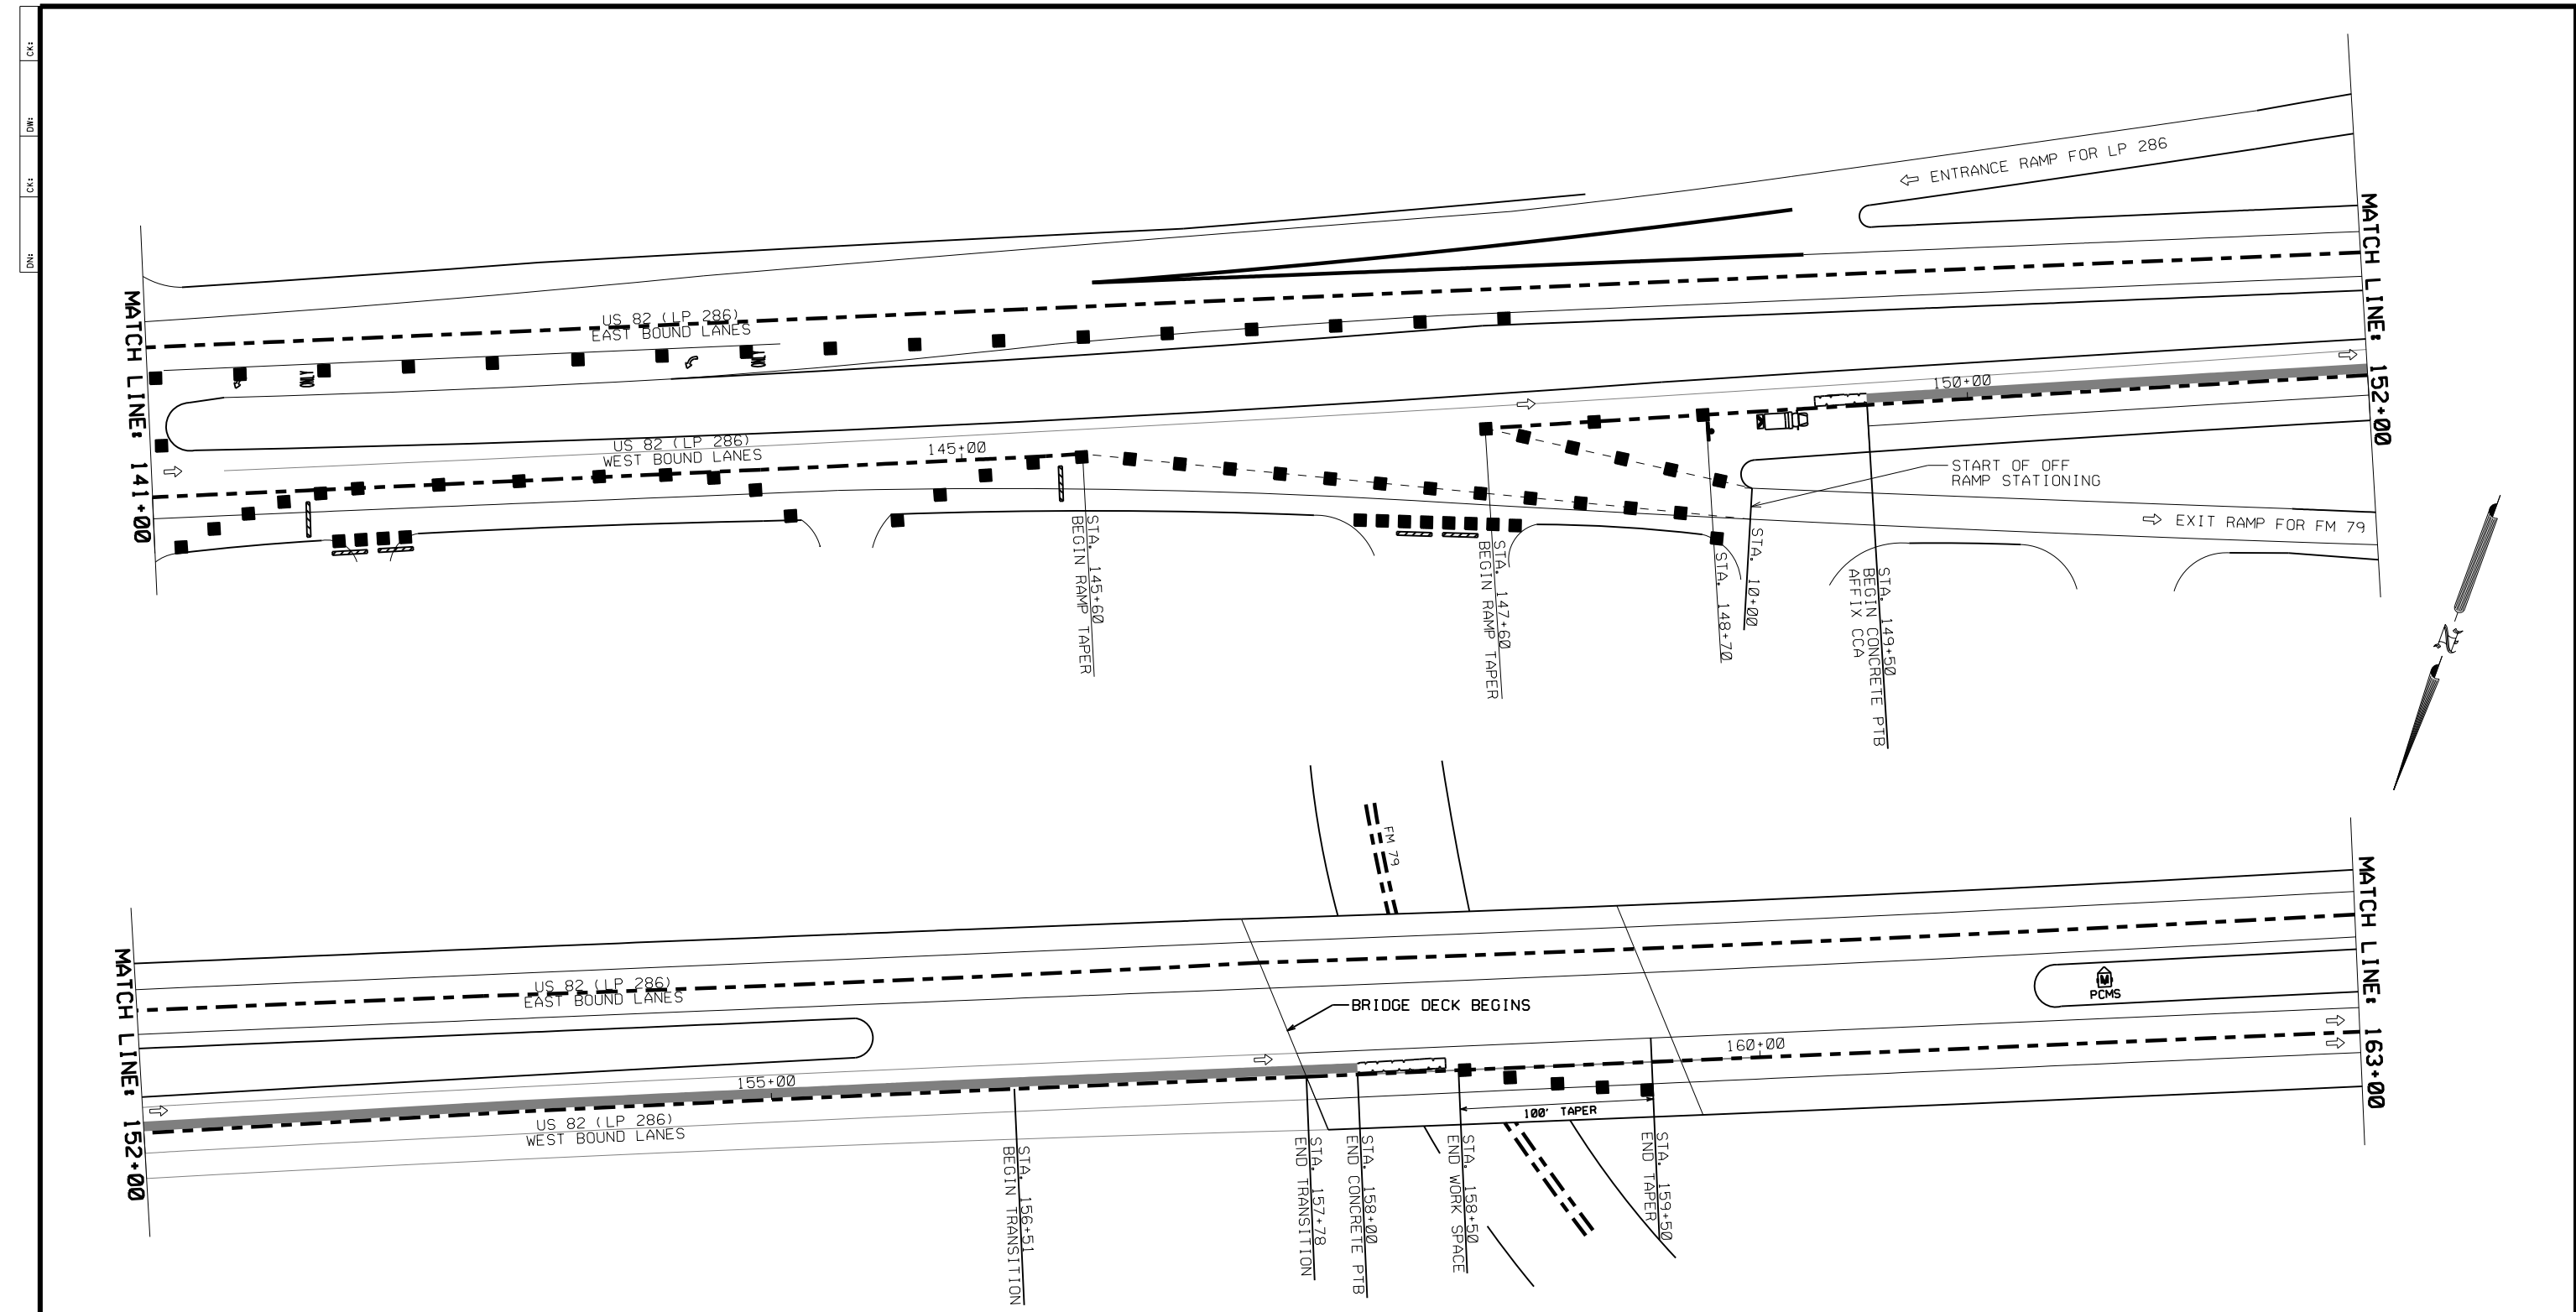 CK:
DW:
CK:
DN:
ENTRANCE RAMP FOR LP 286
MATCH LINE: 141+00
US 82 (LP 286)
EAST BOUND LANES
ONLY
ONLY
MATCH LINE: 152+00
150+00
US 82 (LP 286)
WEST BOUND LANES
145+00
START OF OFF
RAMP STATIONING
EXIT RAMP FOR FM 79
STA. 145+60
BEGIN RAMP TAPER
STA. 147+60
BEGIN RAMP TAPER
STA. 148+70
STA. 10+00
STA. 149+50
BEGIN CONCRETE PTB
AFFIX CCA
N
FM 79
MATCH LINE: 152+00
US 82 (LP 286)
EAST BOUND LANES
BRIDGE DECK BEGINS
PCMS
MATCH LINE: 163+00
155+00
160+00
US 82 (LP 286)
WEST BOUND LANES
100' TAPER
STA. 156+51
BEGIN TRANSITION
STA. 157+78
END TRANSITION
STA. 158+00
END CONCRETE PTB
STA. 158+50
END WORK SPACE
STA. 159+50
END TAPER